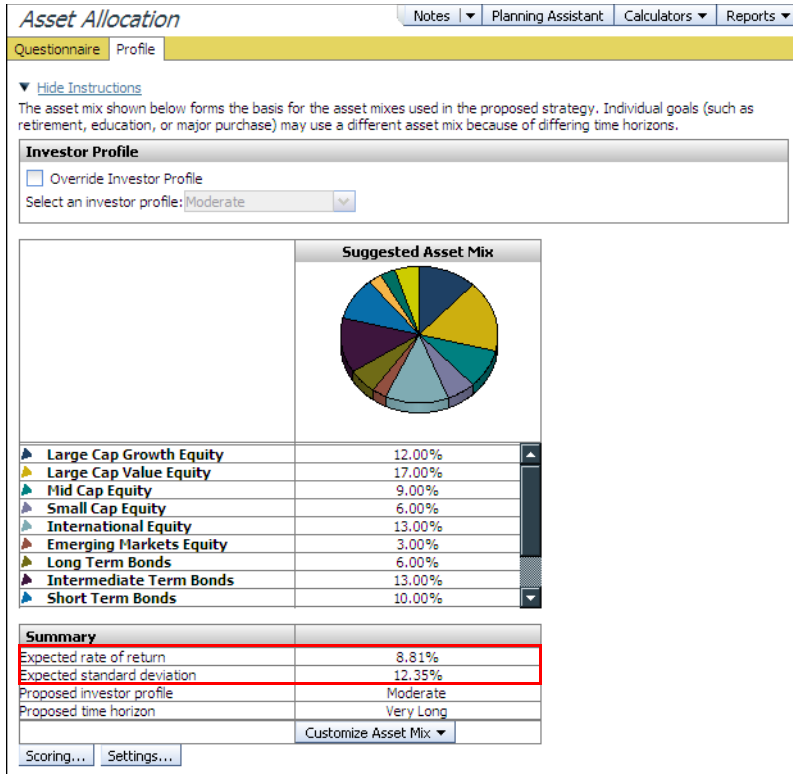 Asset Allocation
Notes Planning Assistant Calculators Reports
Questionnaire Profile
Hide Instructions
The asset mix shown below forms the basis for the asset mixes used in the proposed strategy. Individual goals (such as
retirement, education, or major purchase) may use a different asset mix because of differing time horizons.
Investor Profile
Override Investor Profile
Select an investor profile: Moderate
Suggested Asset Mix
Large Cap Growth Equity 12.00%
Large Cap Value Equity 17.00%
Mid Cap Equity 9.00%
Small Cap Equity 6.00%
International Equity 13.00%
Emerging Markets Equity 3.00%
Long Term Bonds 6.00%
Intermediate Term Bonds 13.00%
Short Term Bonds 10.00%
Summary
Expected rate of return 8.81%
Expected standard deviation 12.35%
Proposed investor profile Moderate
Proposed time horizon Very Long
Customize Asset Mix
Scoring... Settings...